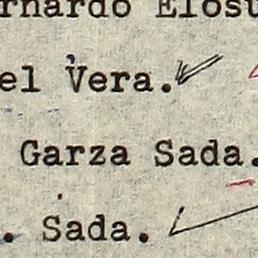 rnardo Elosu
el Vera.
Garza Sada.
. Sada.